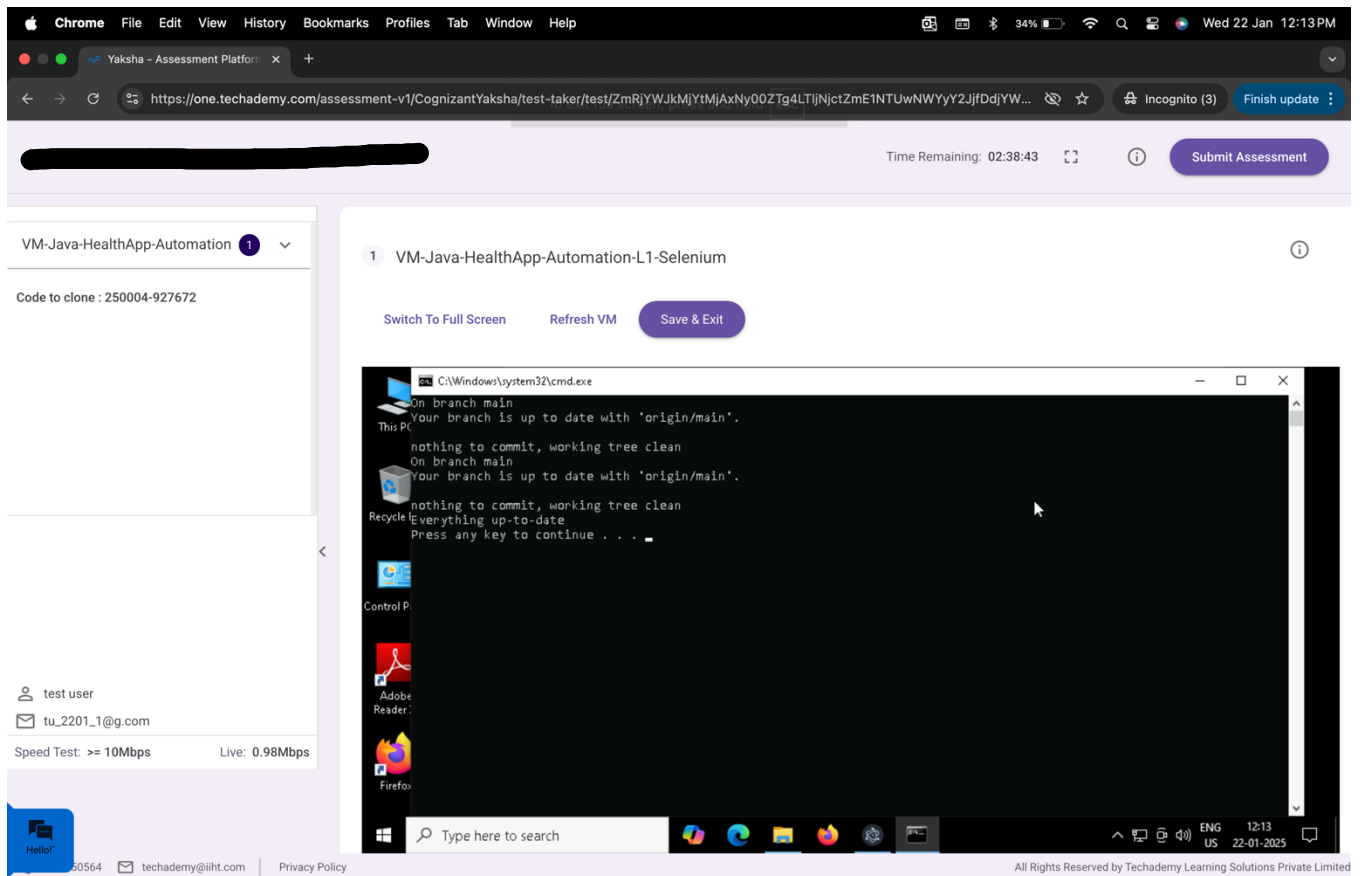 Chrome File Edit View History Bookmarks Profiles Tab Window Help 34% Wed 22 Jan 12:13 PM
Yaksha - Assessment Platform
https://one.techademy.com/assessment-v1/CognizantYaksha/test-taker/test/ZmRjYWJkMjYtMjAxNy00ZTg4LTljNjctZmE1NTUwNWYyY2JjfDdjYW... Incognito (3) Finish update
Time Remaining: 02:38:43 Submit Assessment
VM-Java-HealthApp-Automation 1
Code to clone : 250004-927672
1 VM-Java-HealthApp-Automation-L1-Selenium
Switch To Full Screen Refresh VM Save & Exit
C:\Windows\system32\cmd.exe
On branch main
Your branch is up to date with 'origin/main'.
nothing to commit, working tree clean
On branch main
Your branch is up to date with 'origin/main'.
nothing to commit, working tree clean
Everything up-to-date
Press any key to continue . . .
This PC
Recycle
Control P
Adobe
Reader
Firefox
test user
tu_2201_1@g.com
Speed Test: >= 10Mbps Live: 0.98Mbps
Type here to search
ENG
US
12:13
22-01-2025
Hello!
50564 techademy@iiht.com Privacy Policy All Rights Reserved by Techademy Learning Solutions Private Limited